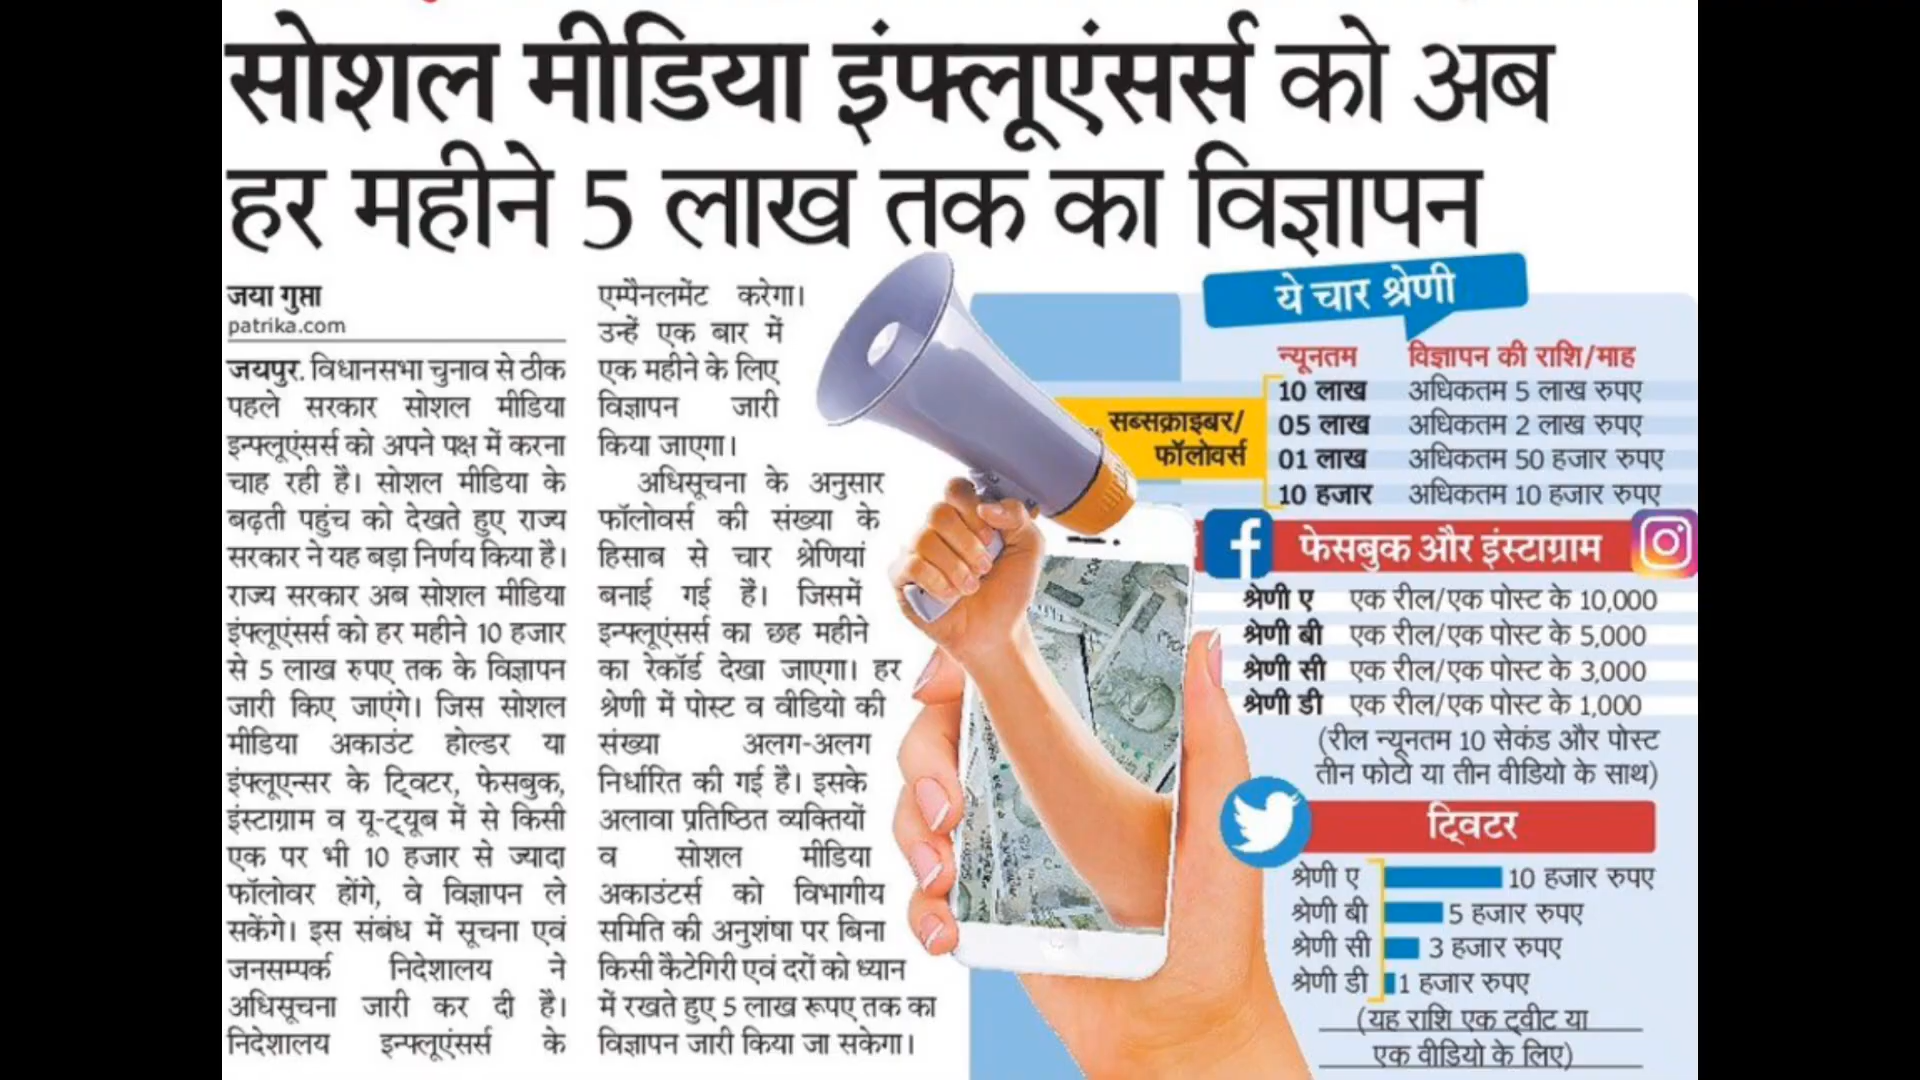 सोशल मीडिया इंफ्लूएंसर्स को अब
हर महीने 5 लाख तक का विज्ञापन
जया गुप्ता
patrika.com
जयपुर. विधानसभा चुनाव से ठीक
पहले सरकार सोशल मीडिया
इन्फ्लूएंसर्स को अपने पक्ष में करना
चाह रही है। सोशल मीडिया के
बढ़ती पहुंच को देखते हुए राज्य
सरकार ने यह बड़ा निर्णय किया है।
राज्य सरकार अब सोशल मीडिया
इंफ्लूएंसर्स को हर महीने 10 हजार
से 5 लाख रुपए तक के विज्ञापन
जारी किए जाएंगे। जिस सोशल
मीडिया अकाउंट होल्डर या
इंफ्लूएन्सर के ट्विटर, फेसबुक,
इंस्टाग्राम व यू-ट्यूब में से किसी
एक पर भी 10 हजार से ज्यादा
फॉलोवर होंगे, वे विज्ञापन ले
सकेंगे। इस संबंध में सूचना एवं
जनसम्पर्क निदेशालय ने
अधिसूचना जारी कर दी है।
निदेशालय इन्फ्लूएंसर्स के
एम्पैनलमेंट करेगा।
उन्हें एक बार में
एक महीने के लिए
विज्ञापन जारी
किया जाएगा।
अधिसूचना के अनुसार
फॉलोवर्स की संख्या के
हिसाब से चार श्रेणियां
बनाई गई है। जिसमें
इन्फ्लूएंसर्स का छह महीने
का रेकॉर्ड देखा जाएगा। हर
श्रेणी में पोस्ट व वीडियो की
संख्या अलग-अलग
निर्धारित की गई है। इसके
अलावा प्रतिष्ठित व्यक्तियों
व सोशल मीडिया
अकाउंटर्स को विभागीय
समिति की अनुशंषा पर बिना
किसी कैटेगिरी एवं दरों को ध्यान
में रखते हुए 5 लाख रूपए तक का
विज्ञापन जारी किया जा सकेगा।
ये चार श्रेणी
न्यूनतम विज्ञापन की राशि/माह
सब्सक्राइबर/
फॉलोवर्स
10 लाख अधिकतम 5 लाख रुपए
05 लाख अधिकतम 2 लाख रुपए
01 लाख अधिकतम 50 हजार रुपए
10 हजार अधिकतम 10 हजार रुपए
फेसबुक और इंस्टाग्राम
श्रेणी ए एक रील/एक पोस्ट के 10,000
श्रेणी बी एक रील/एक पोस्ट के 5,000
श्रेणी सी एक रील/एक पोस्ट के 3,000
श्रेणी डी एक रील/एक पोस्ट के 1,000
(रील न्यूनतम 10 सेकंड और पोस्ट
तीन फोटो या तीन वीडियो के साथ)
ट्विटर
श्रेणी ए 10 हजार रुपए
श्रेणी बी 5 हजार रुपए
श्रेणी सी 3 हजार रुपए
श्रेणी डी 1 हजार रुपए
(यह राशि एक ट्वीट या
एक वीडियो के लिए)